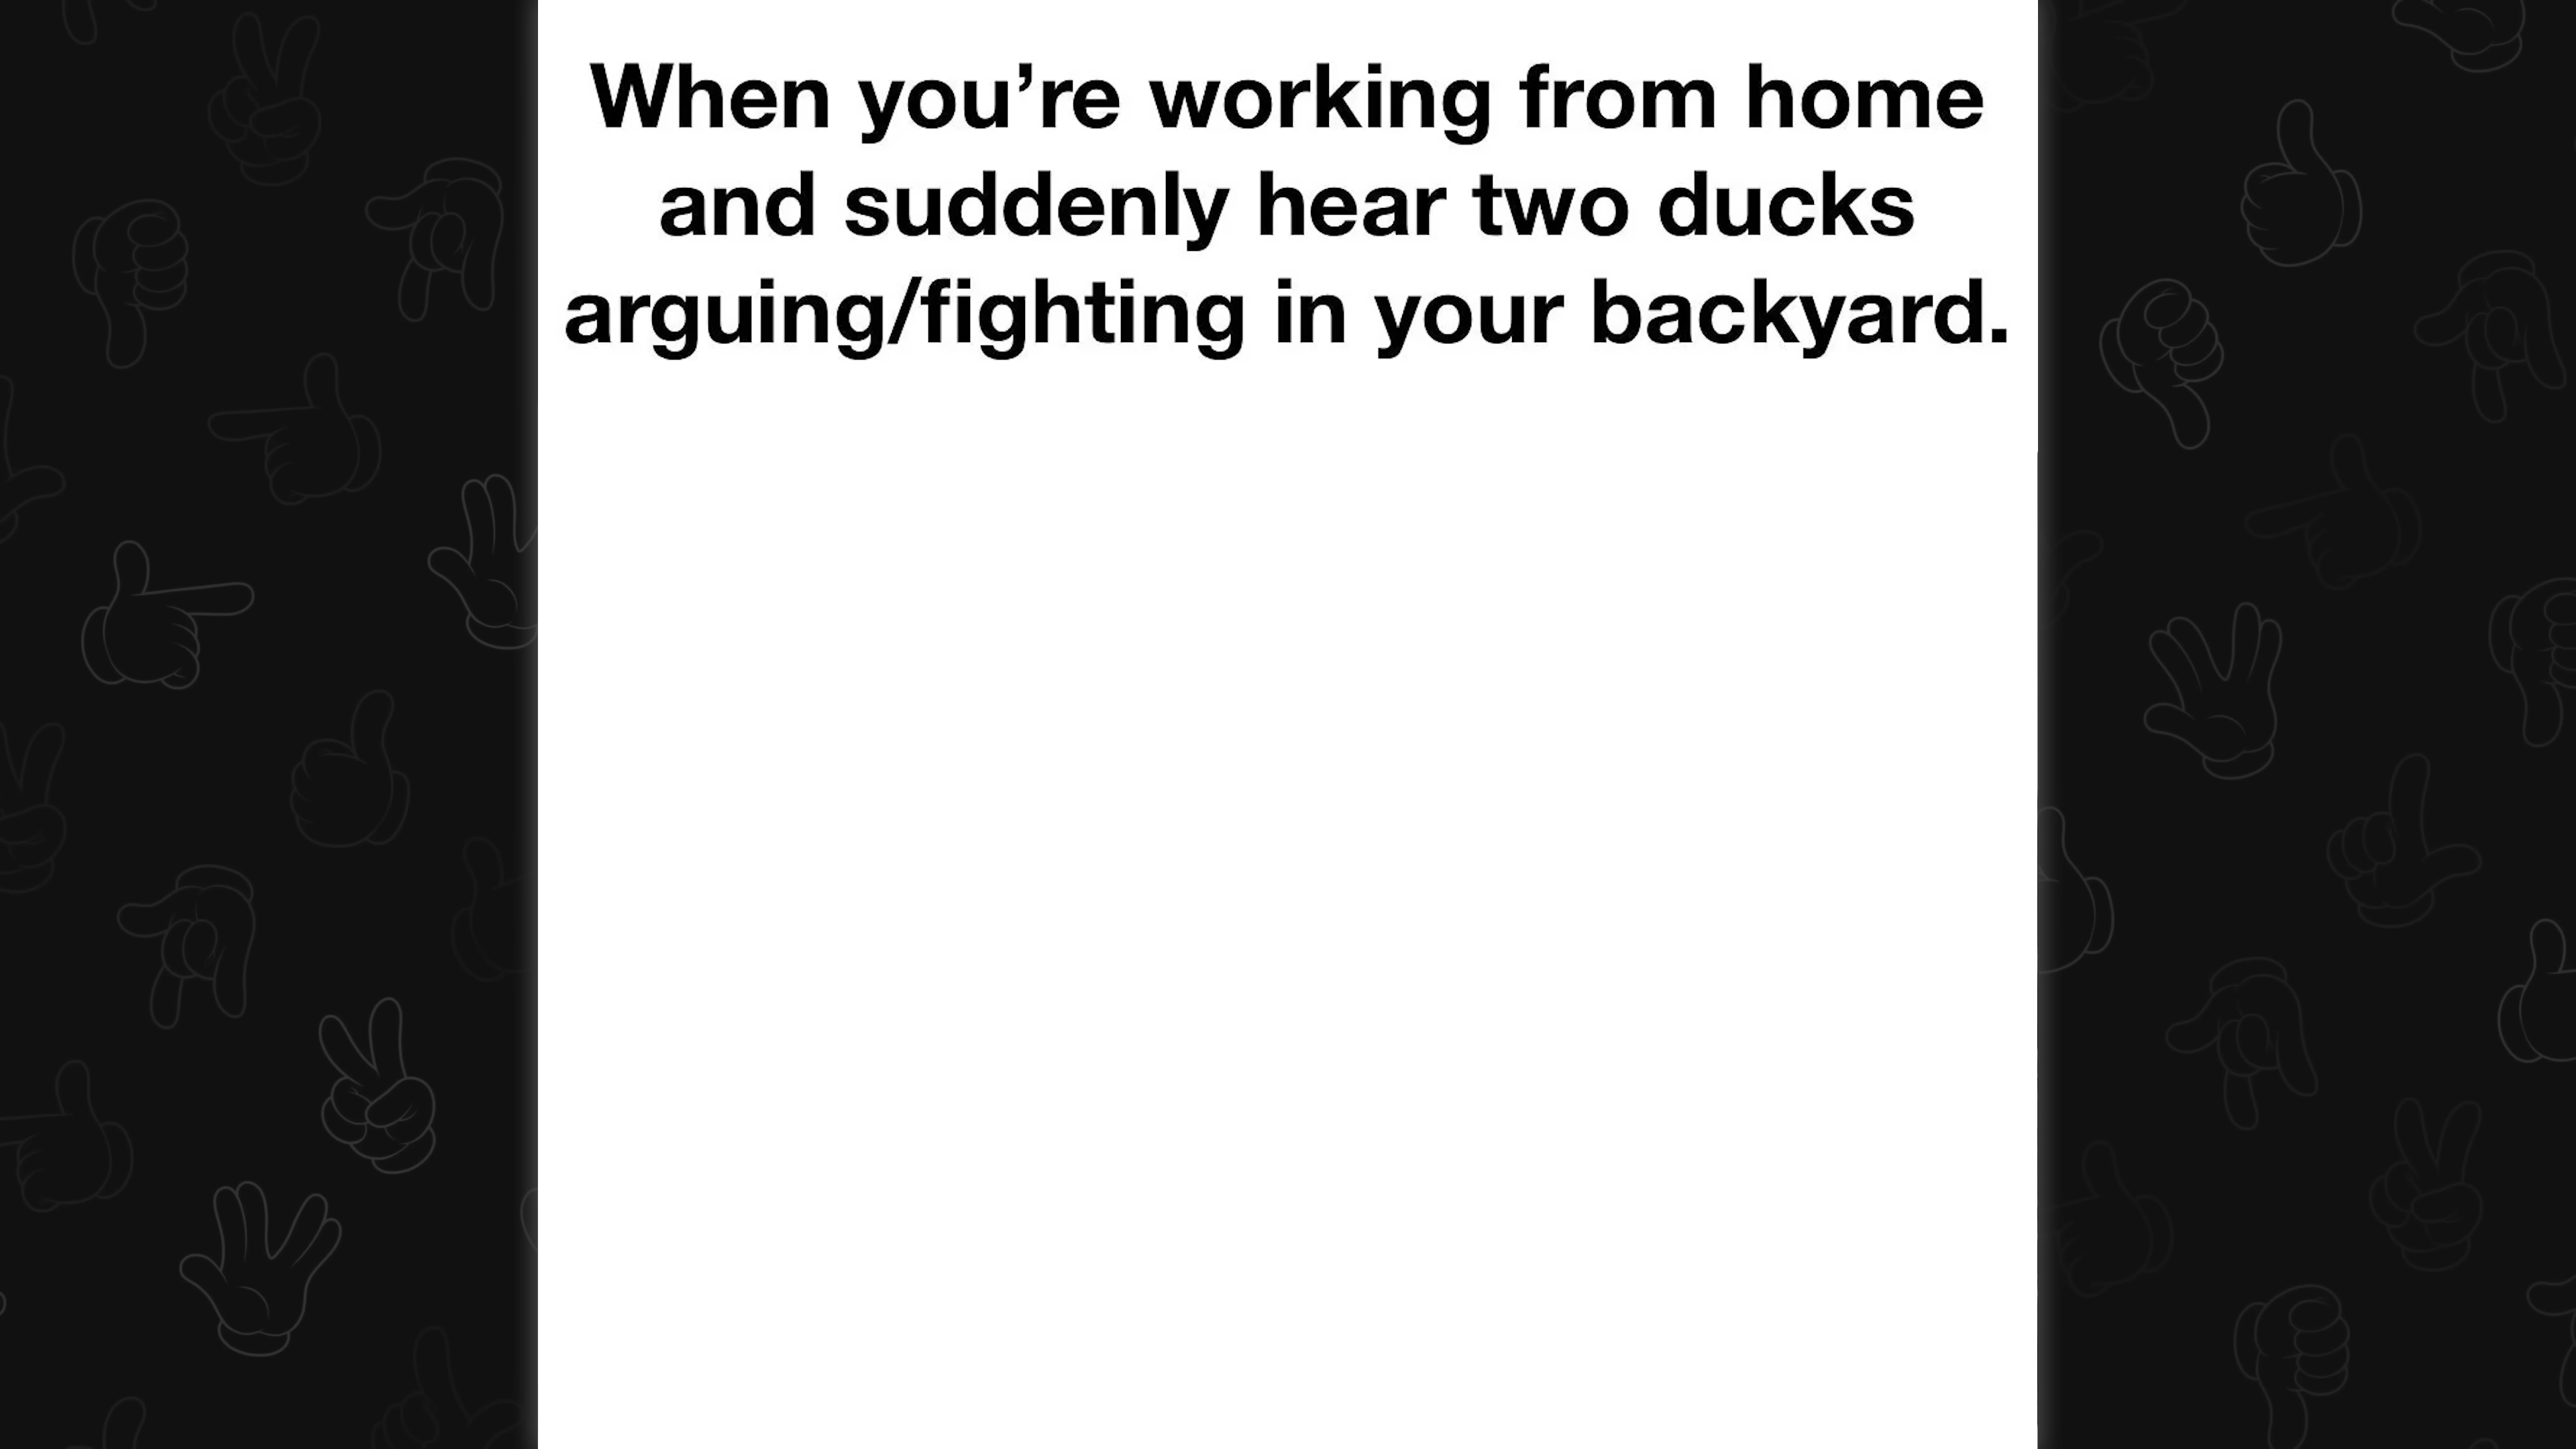 When you’re working from home
and suddenly hear two ducks
arguing/fighting in your backyard.